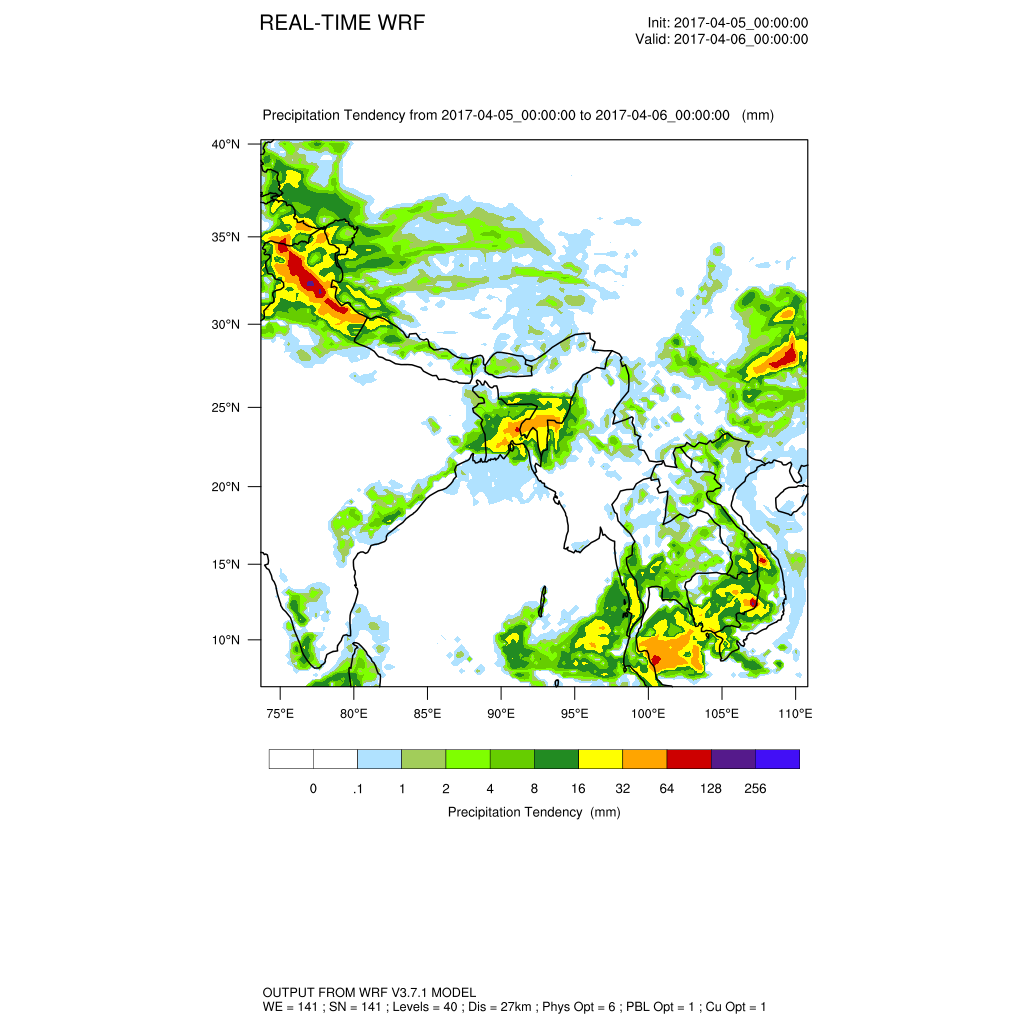 REAL-TIME WRF
Init: 2017-04-05_00:00:00
Valid: 2017-04-06_00:00:00
Precipitation Tendency from 2017-04-05_00:00:00 to 2017-04-06_00:00:00 (mm)
40°N
35°N
30°N
25°N
20°N
15°N
10°N
75°E 80°E 85°E 90°E 95°E 100°E 105°E 110°E
0 .1 1 2 4 8 16 32 64 128 256
Precipitation Tendency (mm)
OUTPUT FROM WRF V3.7.1 MODEL
WE = 141 ; SN = 141 ; Levels = 40 ; Dis = 27km ; Phys Opt = 6 ; PBL Opt = 1 ; Cu Opt = 1